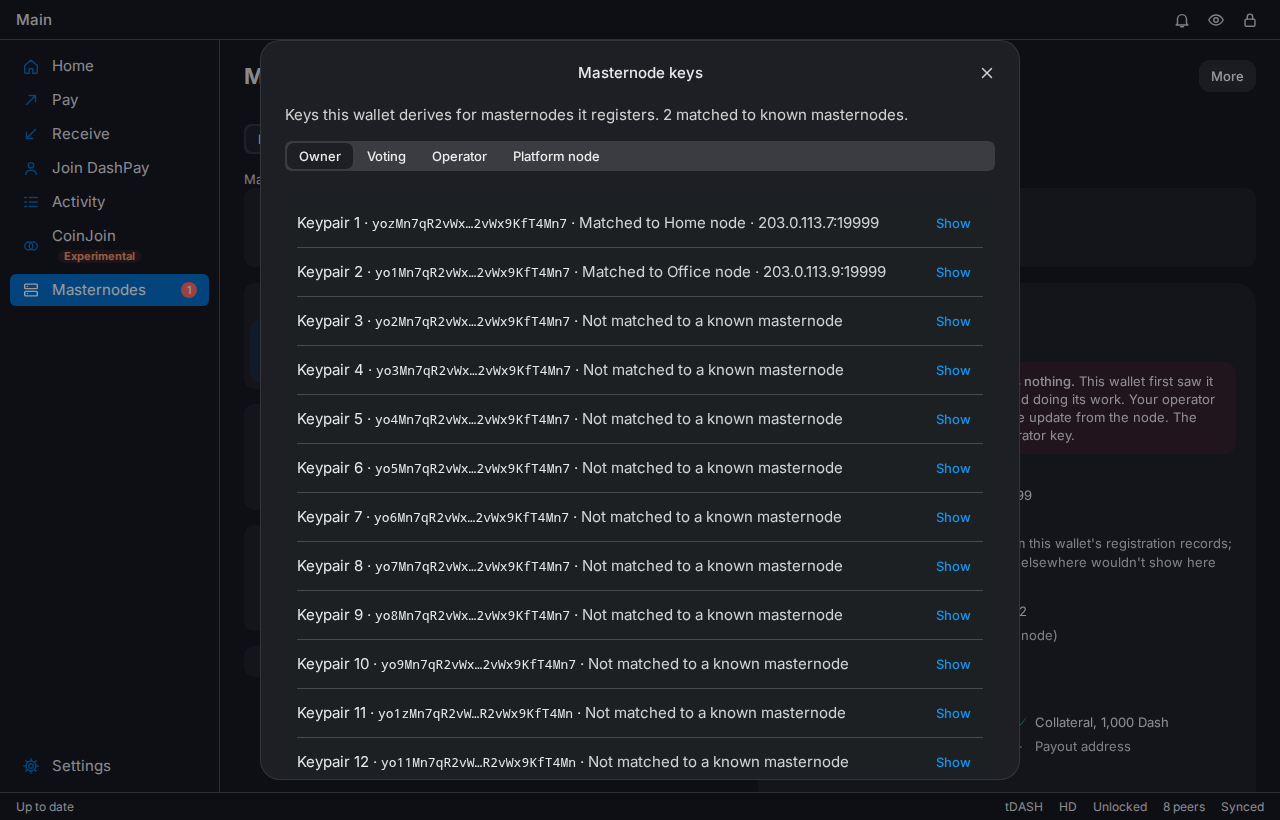 Main
Home
Pay
Receive
Join DashPay
Activity
CoinJoin
Experimental
Masternodes 1
Settings
More
Masternode keys
Keys this wallet derives for masternodes it registers. 2 matched to known masternodes.
Owner Voting Operator Platform node
Keypair 1 · yozMn7qR2vWx…2vWx9KfT4Mn7 · Matched to Home node · 203.0.113.7:19999 Show
Keypair 2 · yo1Mn7qR2vWx…2vWx9KfT4Mn7 · Matched to Office node · 203.0.113.9:19999 Show
Keypair 3 · yo2Mn7qR2vWx…2vWx9KfT4Mn7 · Not matched to a known masternode Show
Keypair 4 · yo3Mn7qR2vWx…2vWx9KfT4Mn7 · Not matched to a known masternode Show
Keypair 5 · yo4Mn7qR2vWx…2vWx9KfT4Mn7 · Not matched to a known masternode Show
Keypair 6 · yo5Mn7qR2vWx…2vWx9KfT4Mn7 · Not matched to a known masternode Show
Keypair 7 · yo6Mn7qR2vWx…2vWx9KfT4Mn7 · Not matched to a known masternode Show
Keypair 8 · yo7Mn7qR2vWx…2vWx9KfT4Mn7 · Not matched to a known masternode Show
Keypair 9 · yo8Mn7qR2vWx…2vWx9KfT4Mn7 · Not matched to a known masternode Show
Keypair 10 · yo9Mn7qR2vWx…2vWx9KfT4Mn7 · Not matched to a known masternode Show
Keypair 11 · yo1zMn7qR2vW…R2vWx9KfT4Mn · Not matched to a known masternode Show
Keypair 12 · yo11Mn7qR2vW…R2vWx9KfT4Mn · Not matched to a known masternode Show
nothing. This wallet first saw it
doing its work. Your operator
update from the node. The
key.
99
this wallet's registration records;
elsewhere wouldn't show here
2
node)
Collateral, 1,000 Dash
Payout address
Up to date
tDASH HD Unlocked 8 peers Synced